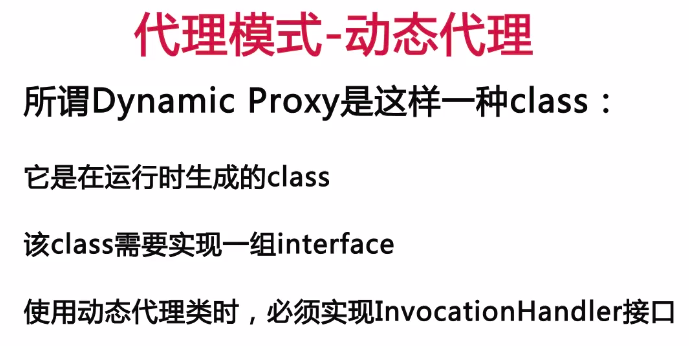 代理模式-动态代理
所谓Dynamic Proxy是这样一种class：
它是在运行时生成的class
该class需要实现一组interface
使用动态代理类时，必须实现InvocationHandler接口